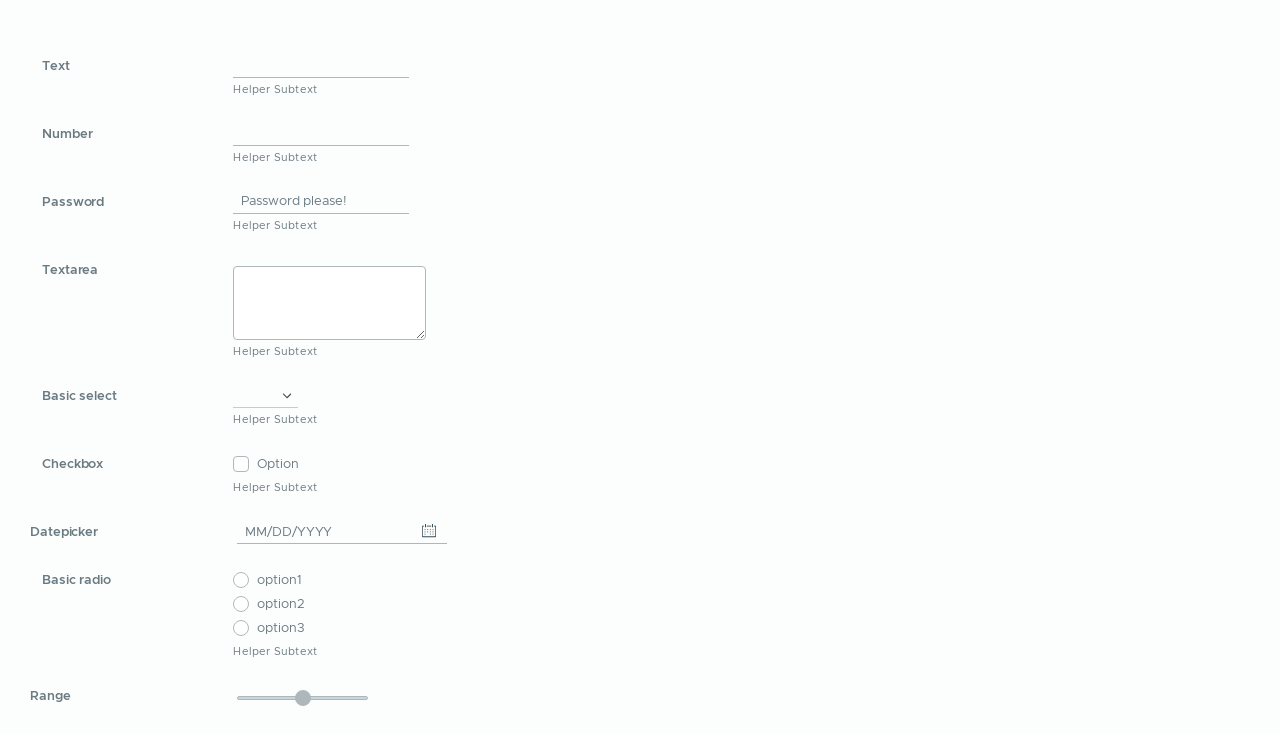 Text
Helper Subtext
Number
Helper Subtext
Password Password please!
Helper Subtext
Textarea
Helper Subtext
Basic select
Helper Subtext
Checkbox Option
Helper Subtext
Datepicker MM/DD/YYYY
Basic radio option1
option2
option3
Helper Subtext
Range